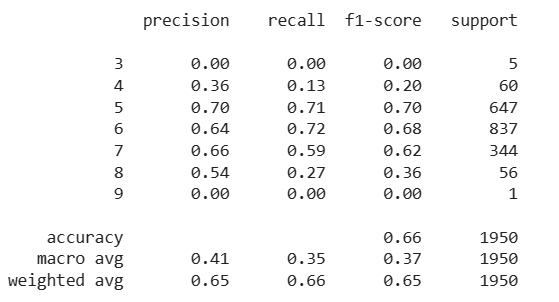 precision recall f1-score support
3 0.00 0.00 0.00 5
4 0.36 0.13 0.20 60
5 0.70 0.71 0.70 647
6 0.64 0.72 0.68 837
7 0.66 0.59 0.62 344
8 0.54 0.27 0.36 56
9 0.00 0.00 0.00 1
accuracy 0.66 1950
macro avg 0.41 0.35 0.37 1950
weighted avg 0.65 0.66 0.65 1950